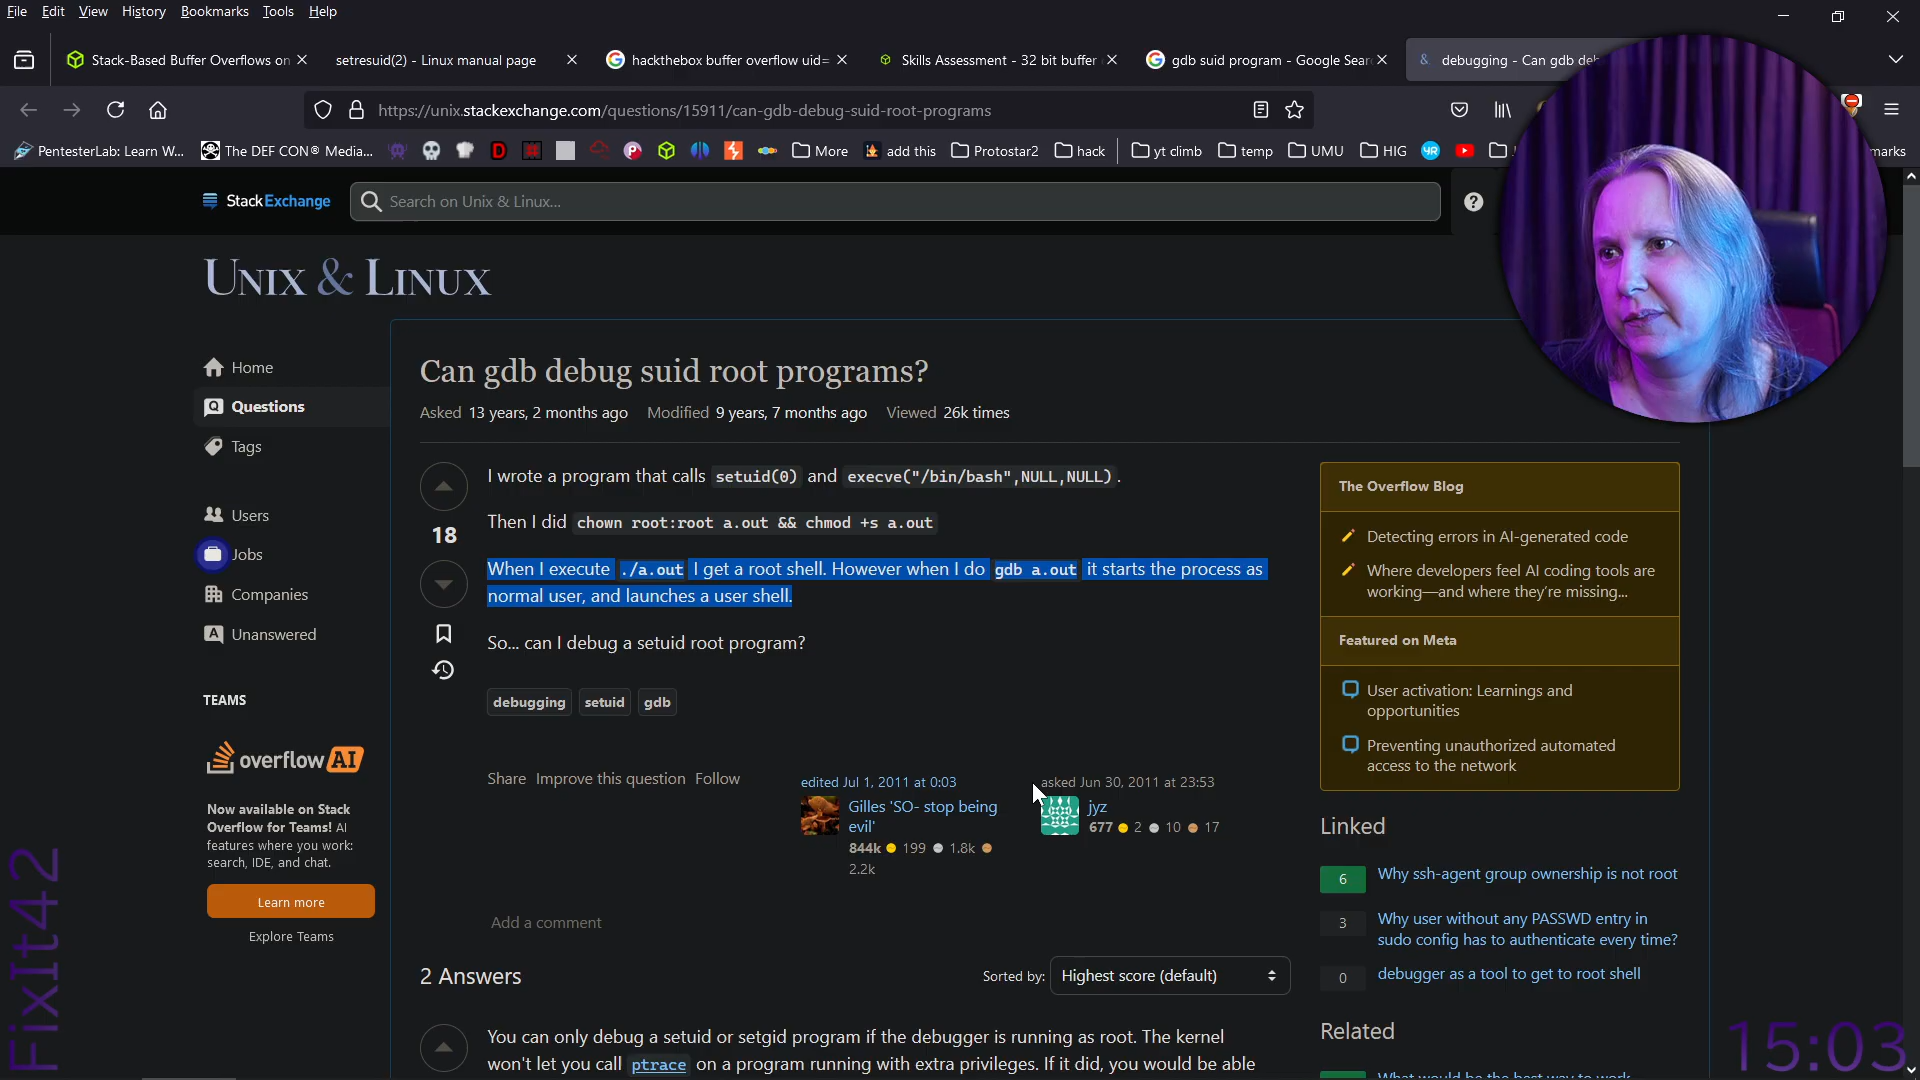 File Edit View History Bookmarks Tools Help
Stack-Based Buffer Overflows on
setresuid(2) - Linux manual page
hackthebox buffer overflow uid=
Skills Assessment - 32 bit buffer
gdb suid program - Google Sear
debugging - Can gdb deb
https://unix.stackexchange.com/questions/15911/can-gdb-debug-suid-root-programs
PentesterLab: Learn W... The DEF CON® Media... More add this Protostar2 hack yt climb temp UMU HIG marks
StackExchange
Search on Unix & Linux...
UNIX & LINUX
Home
Questions
Tags
Users
Jobs
Companies
Unanswered
TEAMS
overflow AI
Now available on Stack
Overflow for Teams! AI
features where you work:
search, IDE, and chat.
Learn more
Explore Teams
Can gdb debug suid root programs?
Asked 13 years, 2 months ago Modified 9 years, 7 months ago Viewed 26k times
I wrote a program that calls setuid(0) and execve("/bin/bash",NULL,NULL).
18
Then I did chown root:root a.out && chmod +s a.out
When I execute ./a.out I get a root shell. However when I do gdb a.out it starts the process as
normal user, and launches a user shell.
So... can I debug a setuid root program?
debugging setuid gdb
Share Improve this question Follow
edited Jul 1, 2011 at 0:03
Gilles 'SO- stop being
evil'
844k 199 1.8k
2.2k
asked Jun 30, 2011 at 23:53
jyz
677 2 10 17
Add a comment
2 Answers
Sorted by: Highest score (default)
You can only debug a setuid or setgid program if the debugger is running as root. The kernel
won't let you call ptrace on a program running with extra privileges. If it did, you would be able
The Overflow Blog
Detecting errors in AI-generated code
Where developers feel AI coding tools are
working—and where they're missing...
Featured on Meta
User activation: Learnings and
opportunities
Preventing unauthorized automated
access to the network
Linked
6 Why ssh-agent group ownership is not root
3 Why user without any PASSWD entry in
sudo config has to authenticate every time?
0 debugger as a tool to get to root shell
Related
FixIt42
15:03